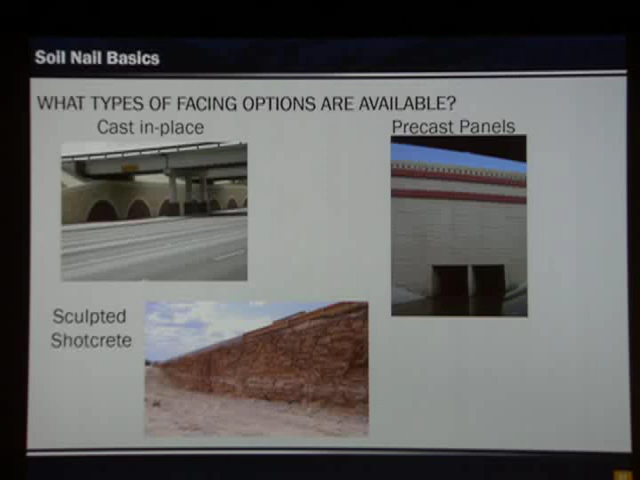 Soil Nail Basics
WHAT TYPES OF FACING OPTIONS ARE AVAILABLE?
Cast in-place
Precast Panels
Sculpted
Shotcrete